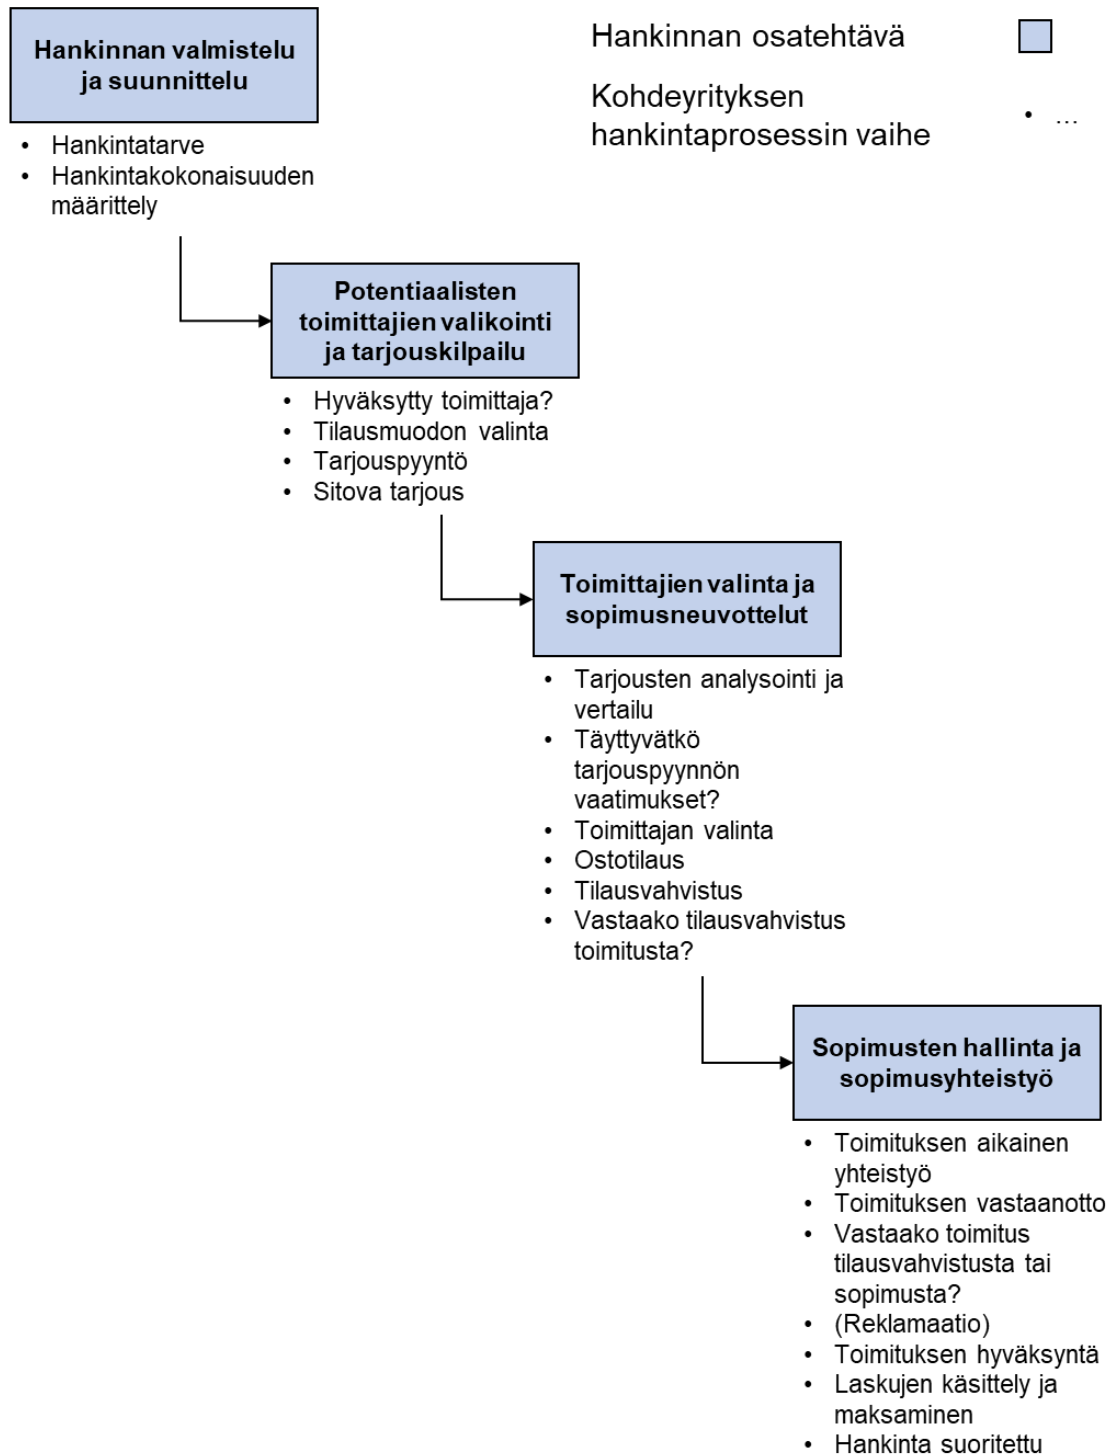 Hankinnan valmistelu
ja suunnittelu
Hankinnan osatehtävä
Kohdeyrityksen
hankintaprosessin vaihe
• ...
• Hankintatarve
• Hankintakokonaisuuden
määrittely
Potentiaalisten
toimittajien valikointi
ja tarjouskilpailu
• Hyväksytty toimittaja?
• Tilausmuodon valinta
• Tarjouspyyntö
• Sitova tarjous
Toimittajien valinta ja
sopimusneuvottelut
• Tarjousten analysointi ja
vertailu
• Täyttyvätkö
tarjouspyynnön
vaatimukset?
• Toimittajan valinta
• Ostotilaus
• Tilausvahvistus
• Vastaako tilausvahvistus
toimitusta?
Sopimusten hallinta ja
sopimusyhteistyö
• Toimituksen aikainen
yhteistyö
• Toimituksen vastaanotto
• Vastaako toimitus
tilausvahvistusta tai
sopimusta?
• (Reklamaatio)
• Toimituksen hyväksyntä
• Laskujen käsittely ja
maksaminen
• Hankinta suoritettu